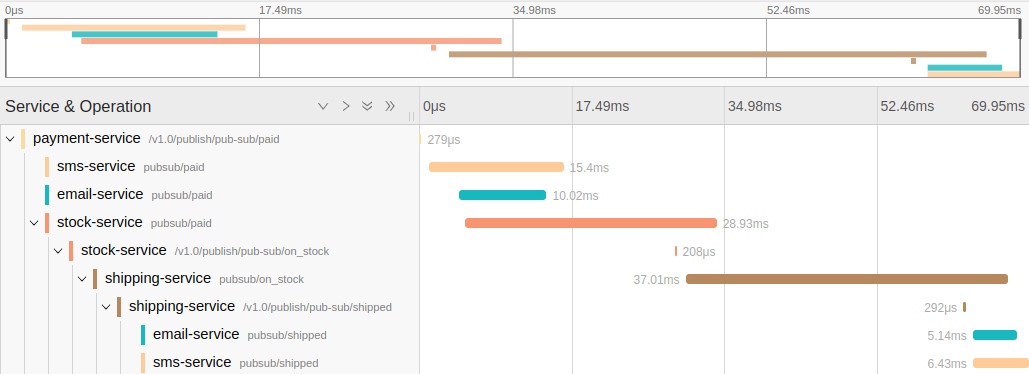 0μs 17.49ms 34.98ms 52.46ms 69.95ms
Service & Operation 0μs 17.49ms 34.98ms 52.46ms 69.95ms
payment-service /v1.0/publish/pub-sub/paid 279μs
sms-service pubsub/paid 15.4ms
email-service pubsub/paid 10.02ms
stock-service pubsub/paid 28.93ms
stock-service /v1.0/publish/pub-sub/on_stock 208μs
shipping-service pubsub/on_stock 37.01ms
shipping-service /v1.0/publish/pub-sub/shipped 292μs
email-service pubsub/shipped 5.14ms
sms-service pubsub/shipped 6.43ms